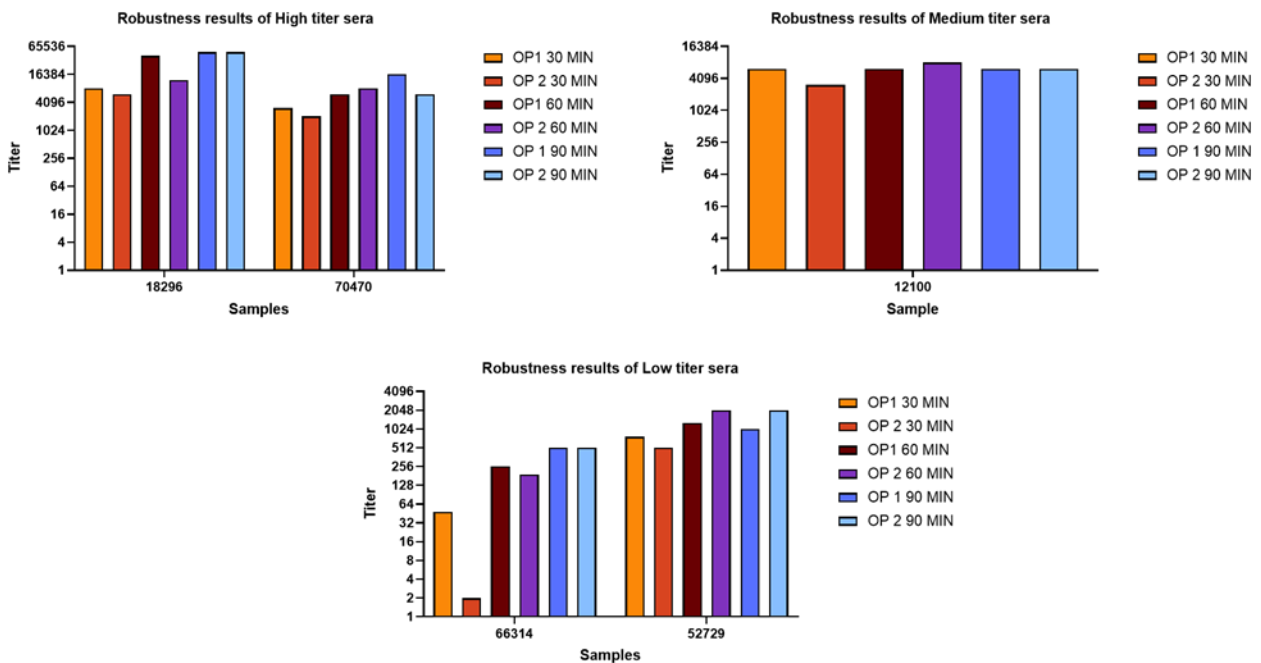 Robustness results of High titer sera
65536
16384
4096
1024
256
64
16
4
1
Titer
18296 70470
Samples
OP1 30 MIN
OP 2 30 MIN
OP1 60 MIN
OP 2 60 MIN
OP 1 90 MIN
OP 2 90 MIN
Robustness results of Medium titer sera
16384
4096
1024
256
64
16
4
1
Titer
12100
Sample
OP1 30 MIN
OP 2 30 MIN
OP1 60 MIN
OP 2 60 MIN
OP 1 90 MIN
OP 2 90 MIN
Robustness results of Low titer sera
4096
2048
1024
512
256
128
64
32
16
8
4
2
1
Titer
66314 52729
Samples
OP1 30 MIN
OP 2 30 MIN
OP1 60 MIN
OP 2 60 MIN
OP 1 90 MIN
OP 2 90 MIN